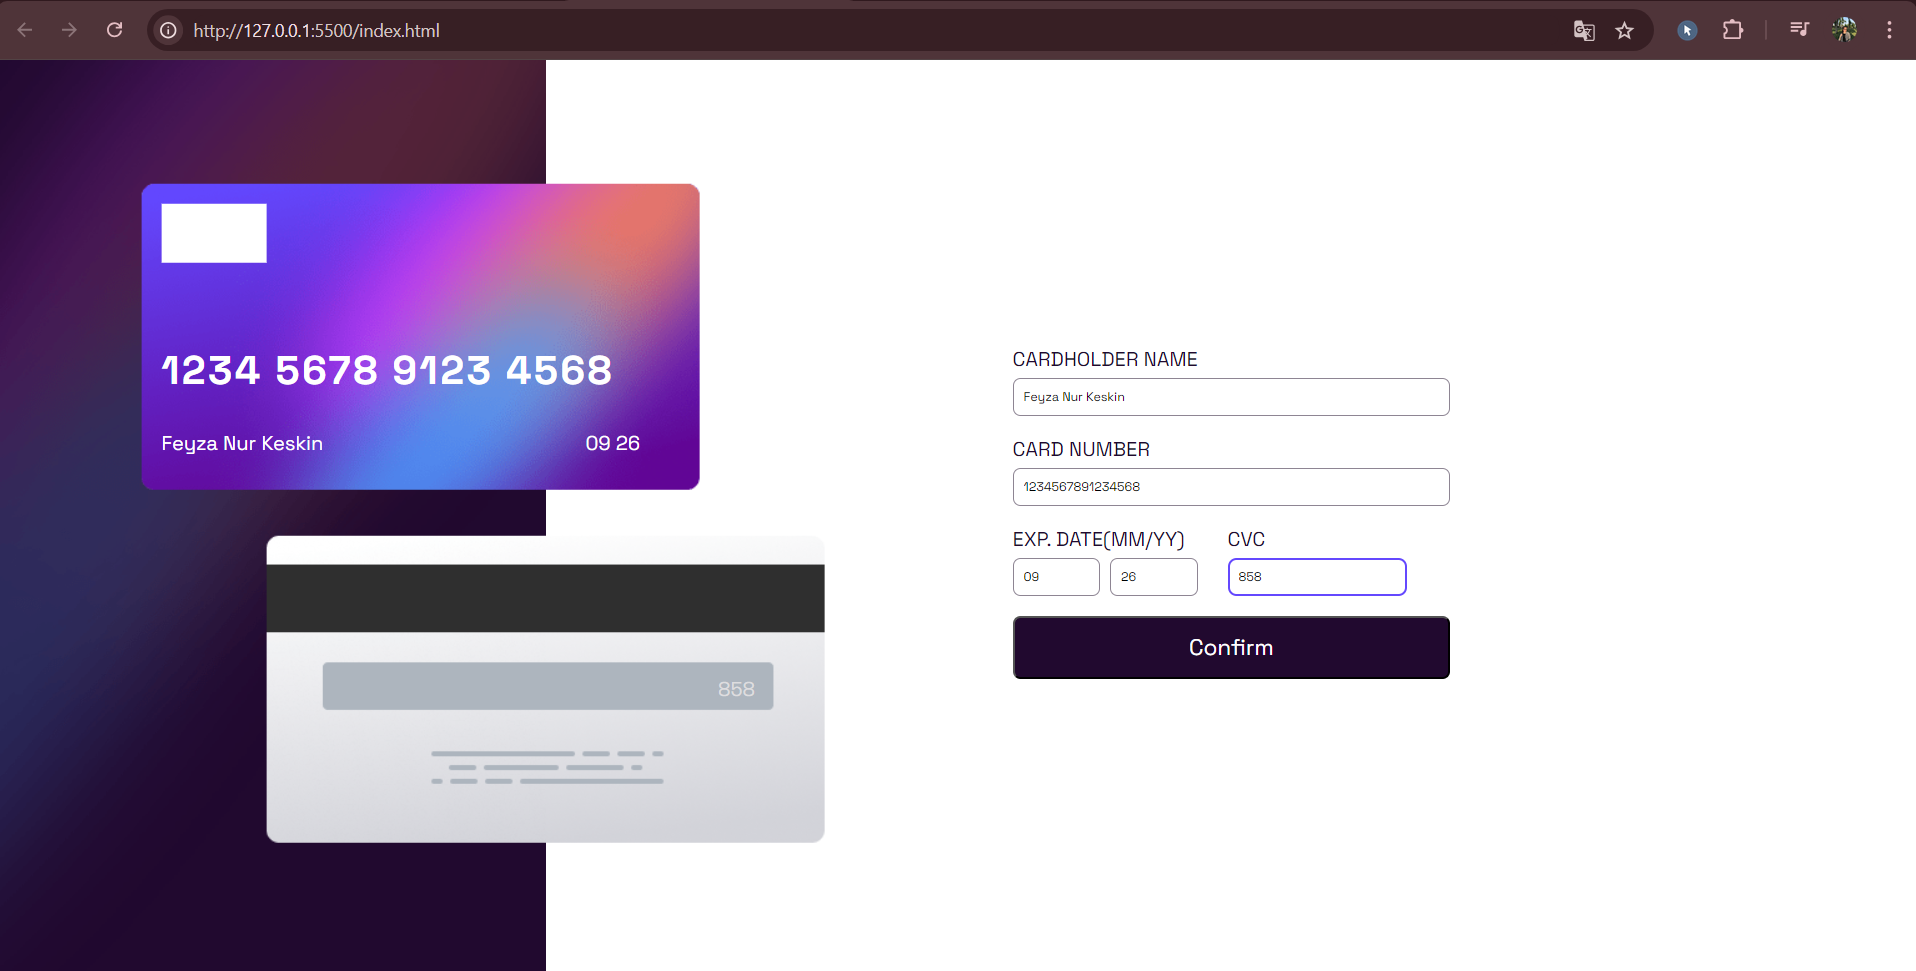 http://127.0.0.1:5500/index.html
1234 5678 9123 4568
Feyza Nur Keskin
09 26
858
CARDHOLDER NAME
Feyza Nur Keskin
CARD NUMBER
1234567891234568
EXP. DATE(MM/YY)
CVC
09
26
858
Confirm